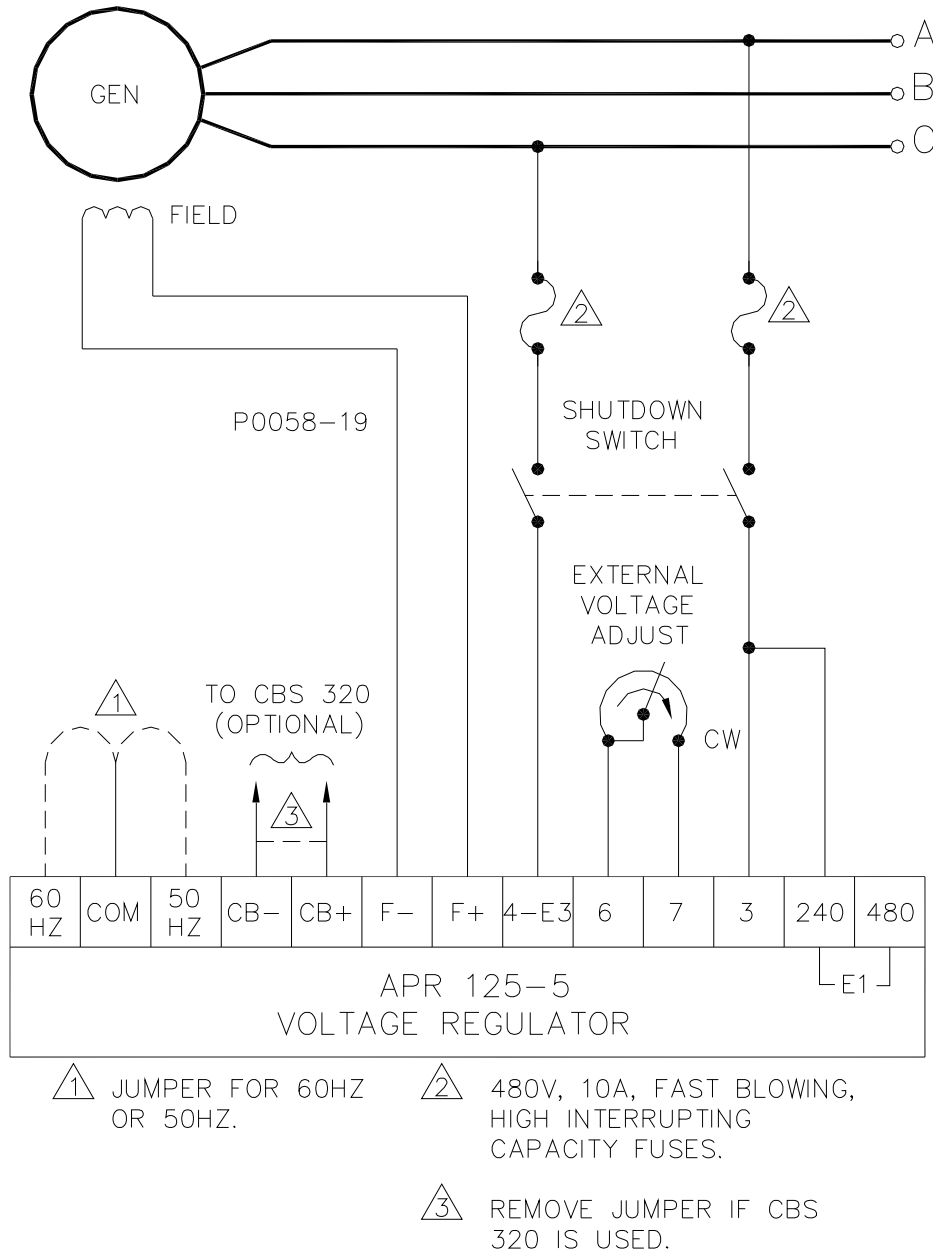 A
GEN
B
C
FIELD
2
2
P0058-19
SHUTDOWN
SWITCH
EXTERNAL
VOLTAGE
ADJUST
TO CBS 320
(OPTIONAL)
1
CW
3
60
HZ
COM
50
HZ
CB-
CB+
F-
F+
4-E3
6
7
3
240
480
E1
APR 125-5
VOLTAGE REGULATOR
1 JUMPER FOR 60HZ
OR 50HZ.
2 480V, 10A, FAST BLOWING,
HIGH INTERRUPTING
CAPACITY FUSES.
3 REMOVE JUMPER IF CBS
320 IS USED.